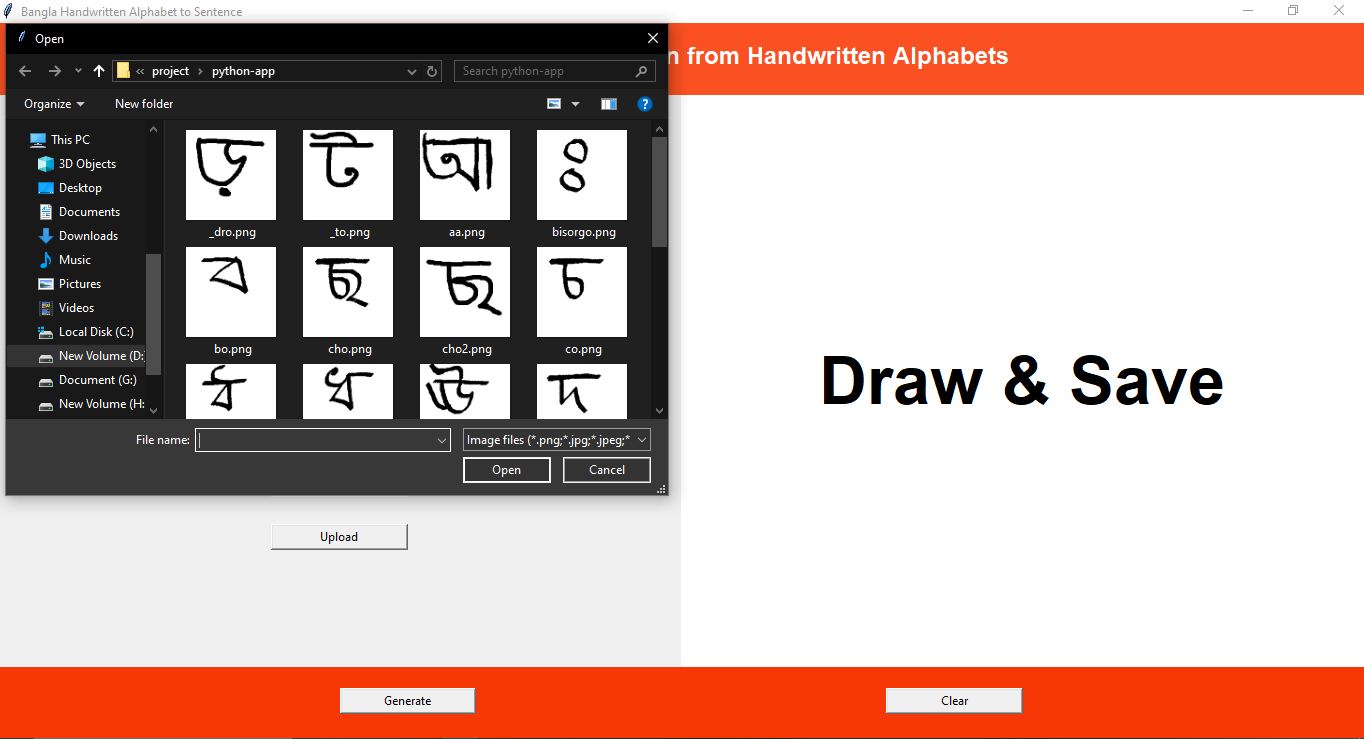 Bangla Handwritten Alphabet to Sentence
n from Handwritten Alphabets
Open
project python-app
Search python-app
Organize New folder
This PC
3D Objects
Desktop
Documents
Downloads
Music
Pictures
Videos
Local Disk (C:)
New Volume (D:)
Document (G:)
New Volume (H:
ড় ট আ ঃ
_dro.png _to.png aa.png bisorgo.png
ব ছ ছ চ
bo.png cho.png cho2.png co.png
ঠ ধ উ দ
File name: Image files (*.png;*.jpg;*.jpeg;*
Open Cancel
Draw & Save
Upload
Generate Clear